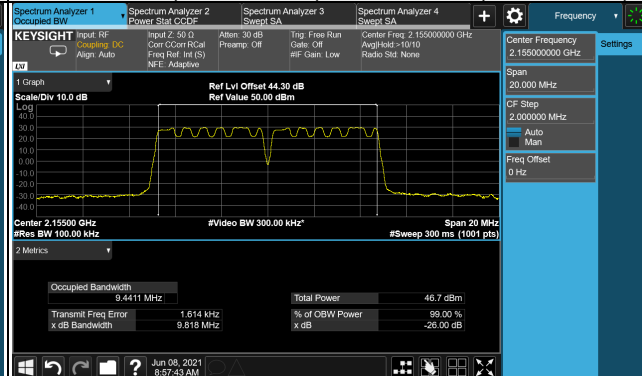 Spectrum Analyzer 1
Occupied BW
Spectrum Analyzer 2
Power Stat CCDF
Spectrum Analyzer 3
Swept SA
Spectrum Analyzer 4
Swept SA
+
Frequency
KEYSIGHT
Input: RF
Coupling: DC
Align: Auto
Input Z: 50 Ω
Corr CCorr RCal
Freq Ref: Int (S)
NFE: Adaptive
Atten: 30 dB
Preamp: Off
Trig: Free Run
Gate: Off
#IF Gain: Low
Center Freq: 2.155000000 GHz
Avg|Hold:>10/10
Radio Std: None
LXI
Center Frequency
2.155000000 GHz
Settings
Span
20.000 MHz
CF Step
2.000000 MHz
Auto
Man
Freq Offset
0 Hz
1 Graph
Scale/Div 10.0 dB
Ref Lvl Offset 44.30 dB
Ref Value 50.00 dBm
Log
40.0
30.0
20.0
10.0
0.00
-10.0
-20.0
-30.0
-40.0
Center 2.15500 GHz
#Res BW 100.00 kHz
#Video BW 300.00 kHz*
Span 20 MHz
#Sweep 300 ms (1001 pts)
2 Metrics
Occupied Bandwidth
9.4411 MHz
Total Power 46.7 dBm
Transmit Freq Error 1.614 kHz
% of OBW Power 99.00 %
x dB Bandwidth 9.818 MHz
x dB -26.00 dB
?
Jun 08, 2021
8:57:43 AM